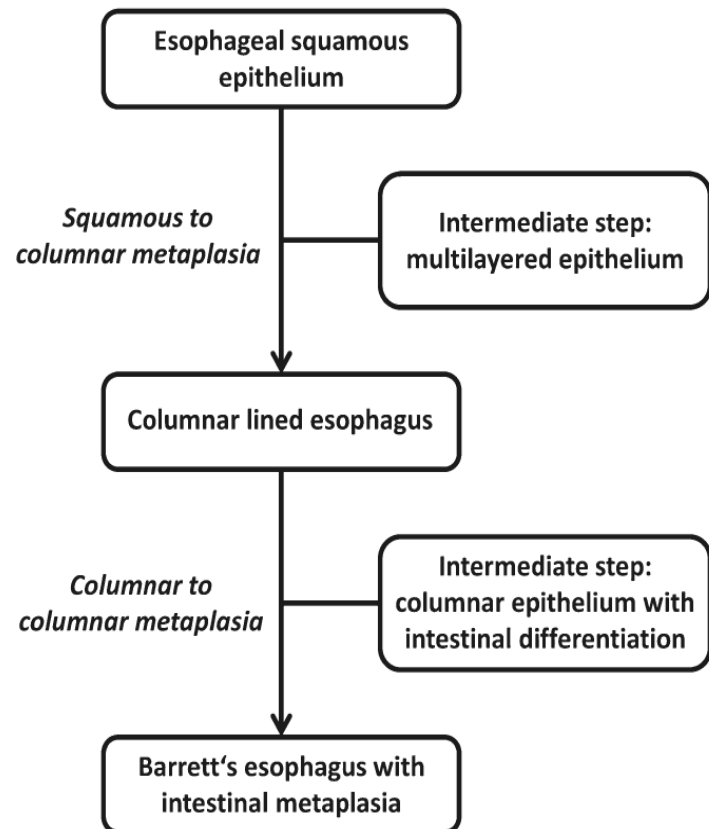 Esophageal squamous
epithelium
Squamous to
columnar metaplasia
Intermediate step:
multilayered epithelium
Columnar lined esophagus
Columnar to
columnar metaplasia
Intermediate step:
columnar epithelium with
intestinal differentiation
Barrett‘s esophagus with
intestinal metaplasia